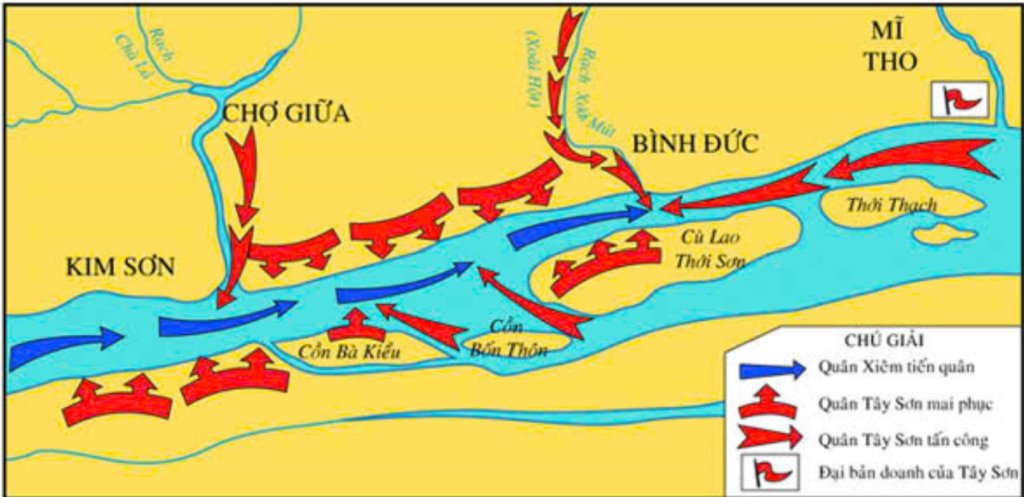 MĨ
THO
Rạch
Chà Là
(Xoài Hột)
Rạch Xoài Mút
CHỢ GIỮA
BÌNH ĐỨC
Thới Thạch
KIM SƠN
Cù Lao
Thới Sơn
Cồn Bà Kiểu
Cồn
Bốn Thôn
CHÚ GIẢI
Quân Xiêm tiến quân
Quân Tây Sơn mai phục
Quân Tây Sơn tấn công
Đại bản doanh của Tây Sơn